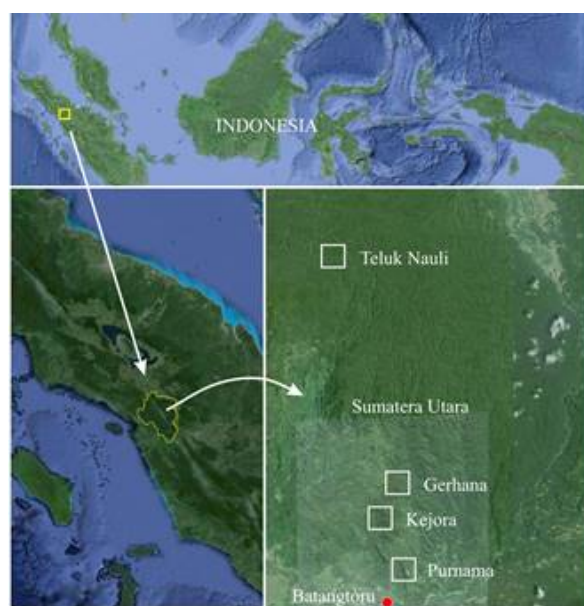 INDONESIA
Teluk Nauli
Sumatera Utara
Gerhana
Kejora
Purnama
Batangtoru